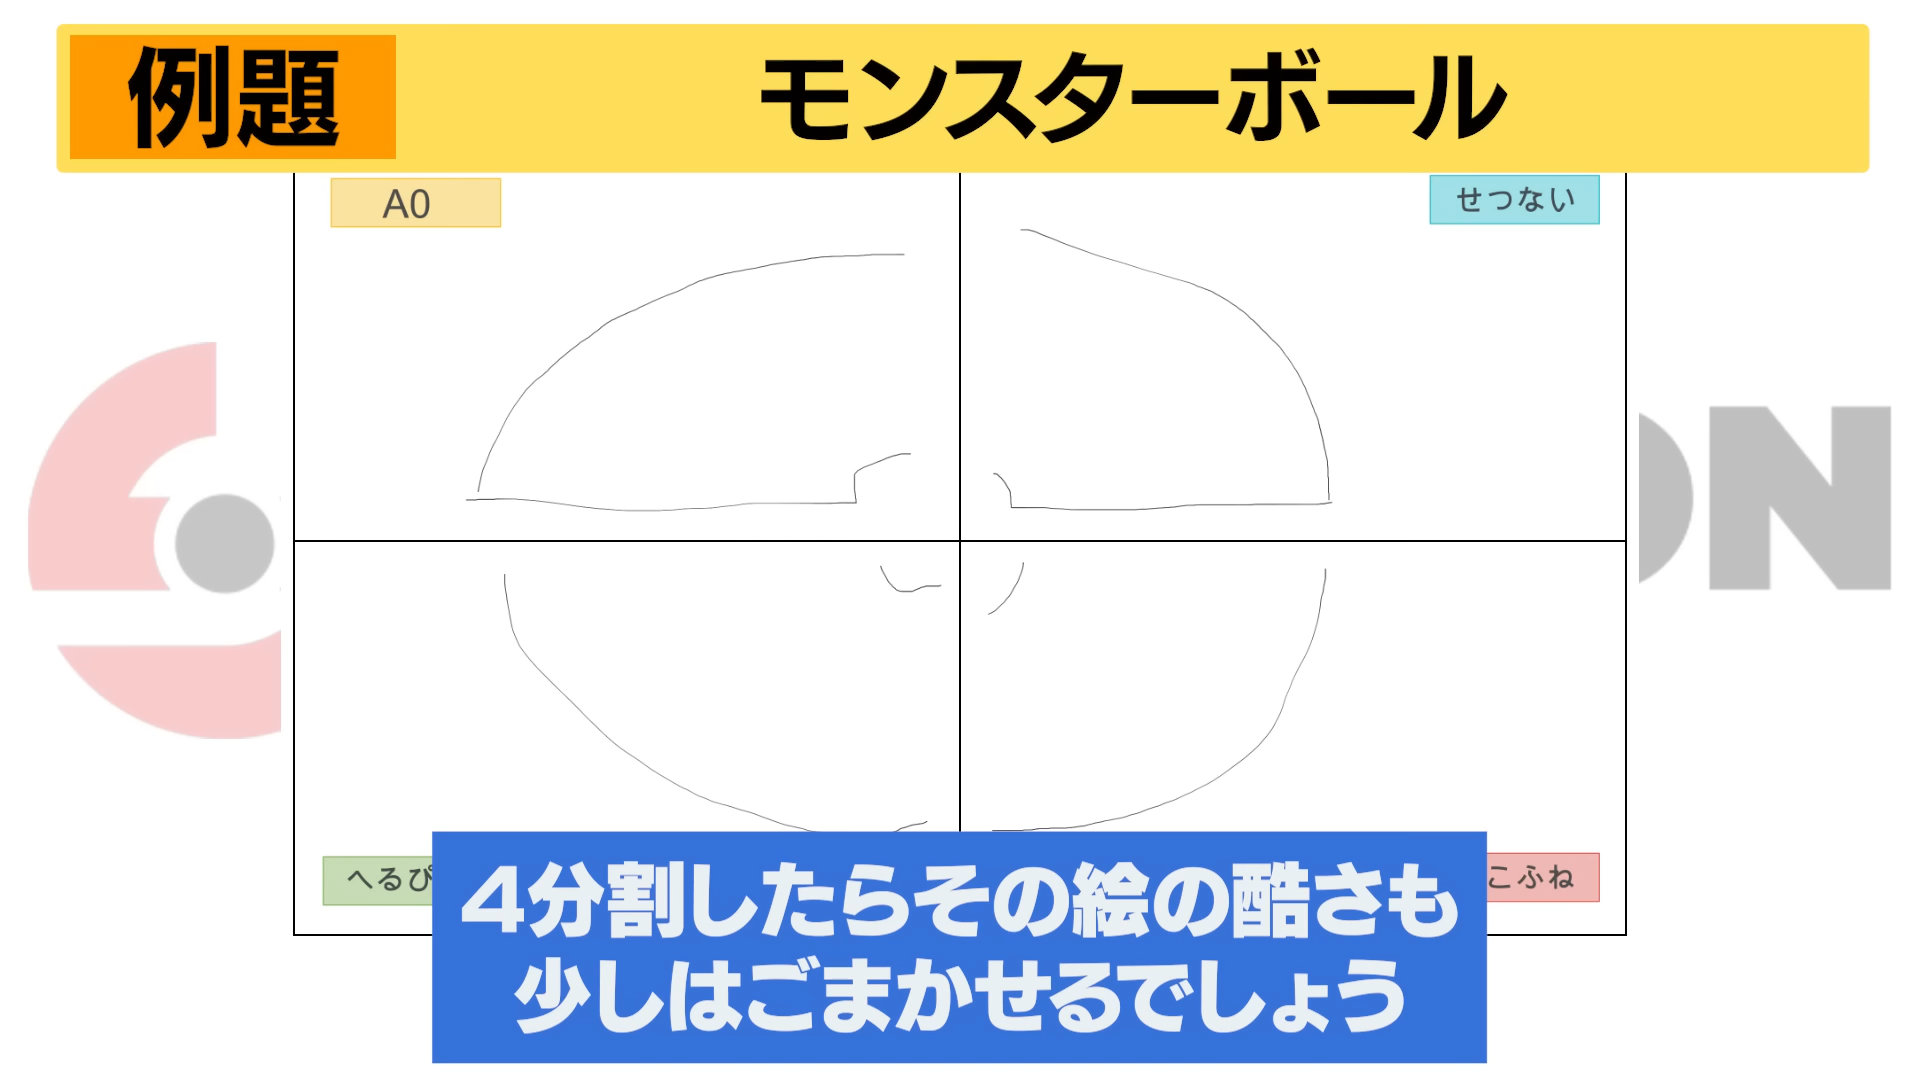 例題
モンスターボール
A0
せつない
へるぴ
こふね
4分割したらその絵の酷さも
少しはごまかせるでしょう
ON